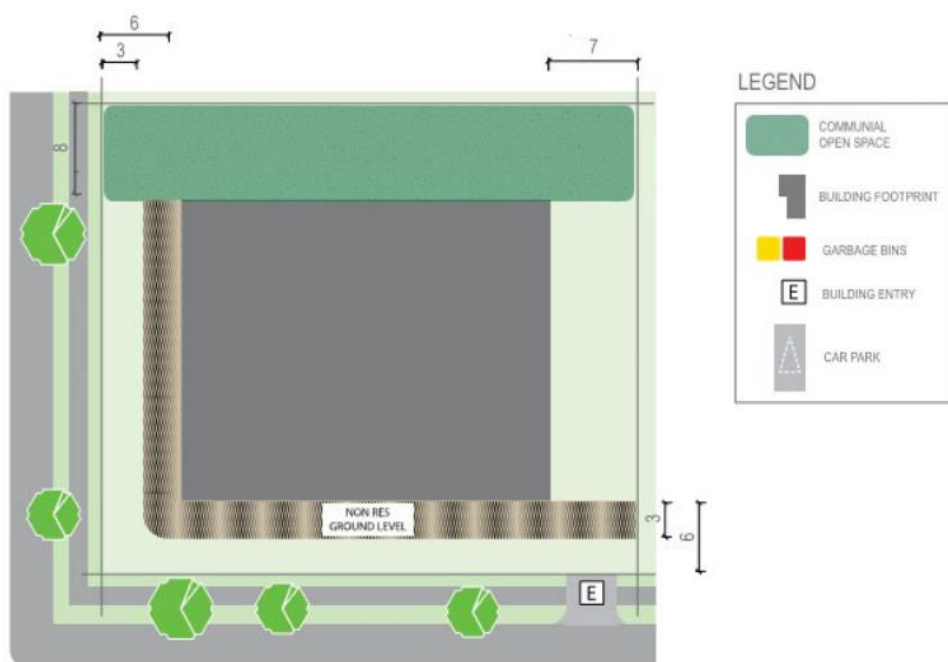 6
3
7
8
NON RES
GROUND LEVEL
3
6
E
LEGEND
COMMUNIAL
OPEN SPACE
BUILDING FOOTPRINT
GARBAGE BINS
E
BUILDING ENTRY
CAR PARK